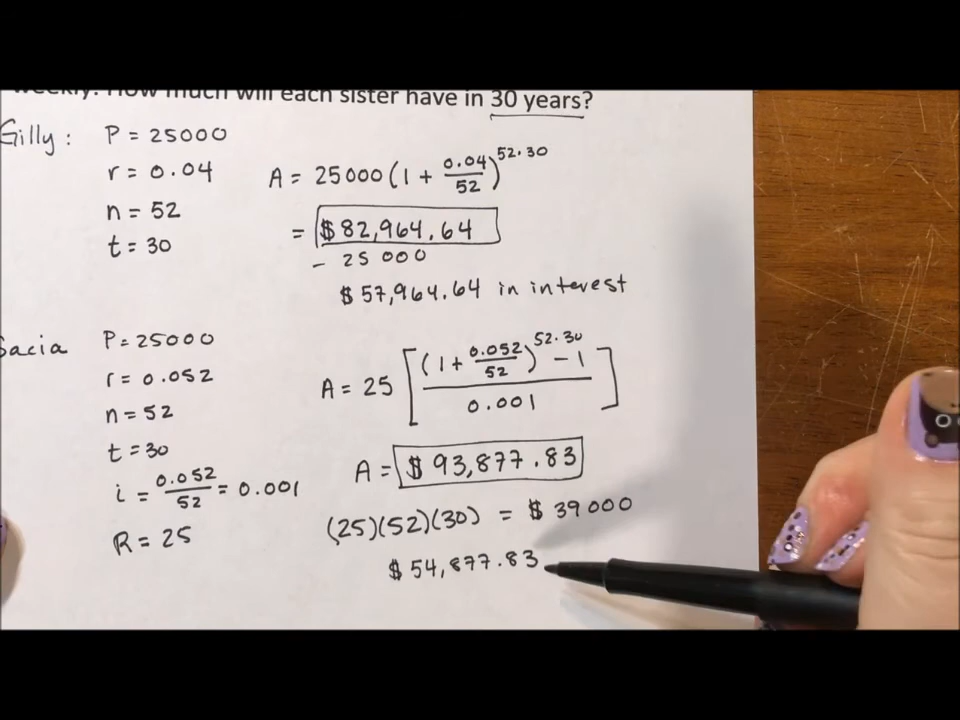 weekly. How much will each sister have in 30 years?
Gilly: P = 25000
r = 0.04
n = 52
t = 30
A = 25000 (1 + 0.04/52)^52·30
= $82,964.64
- 25 000
$ 57,964.64 in interest
Sacia P = 25000
r = 0.052
n = 52
t = 30
i = 0.052/52 = 0.001
R = 25
A = 25 [(1 + 0.052/52)^52·30 - 1 / 0.001]
A = $ 93,877.83
(25)(52)(30) = $ 39 000
$ 54,877.83